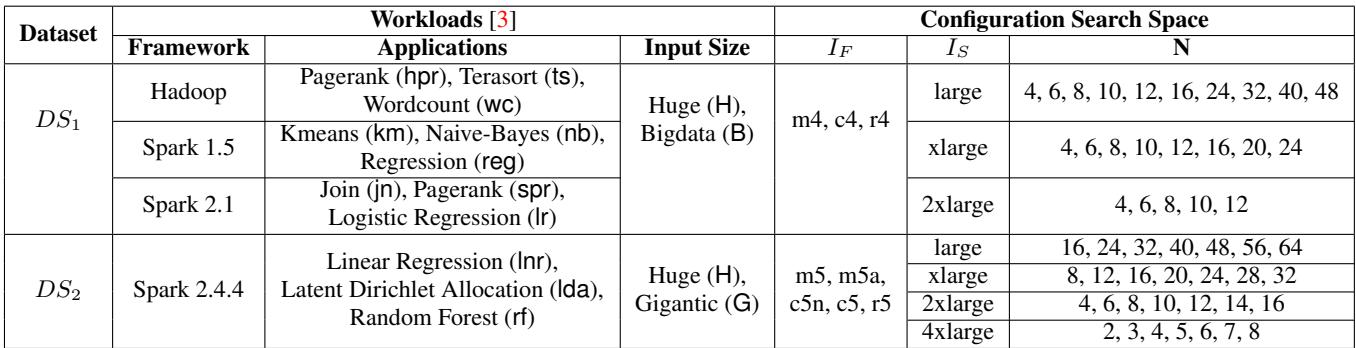 Dataset Workloads [3] Configuration Search Space
Framework Applications Input Size I_F I_S N
DS_1 Hadoop Pagerank (hpr), Terasort (ts),
Wordcount (wc) Huge (H),
Bigdata (B) m4, c4, r4 large 4, 6, 8, 10, 12, 16, 24, 32, 40, 48
Spark 1.5 Kmeans (km), Naive-Bayes (nb),
Regression (reg) xlarge 4, 6, 8, 10, 12, 16, 20, 24
Spark 2.1 Join (jn), Pagerank (spr),
Logistic Regression (lr) 2xlarge 4, 6, 8, 10, 12
DS_2 Spark 2.4.4 Linear Regression (lnr),
Latent Dirichlet Allocation (lda),
Random Forest (rf) Huge (H),
Gigantic (G) m5, m5a,
c5n, c5, r5 large 16, 24, 32, 40, 48, 56, 64
xlarge 8, 12, 16, 20, 24, 28, 32
2xlarge 4, 6, 8, 10, 12, 14, 16
4xlarge 2, 3, 4, 5, 6, 7, 8